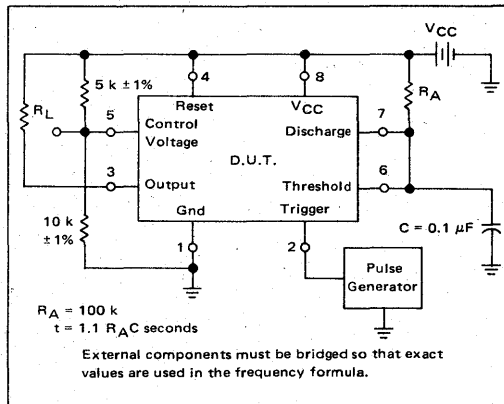 VCC
5 k ±1%
4
8
RL
Reset
VCC
RA
5
Control
Voltage
Discharge
7
D.U.T.
3
Output
Threshold
6
Gnd
Trigger
10 k
±1%
1
2
C = 0.1 μF
Pulse
Generator
RA = 100 k
t = 1.1 RAC seconds
External components must be bridged so that exact
values are used in the frequency formula.